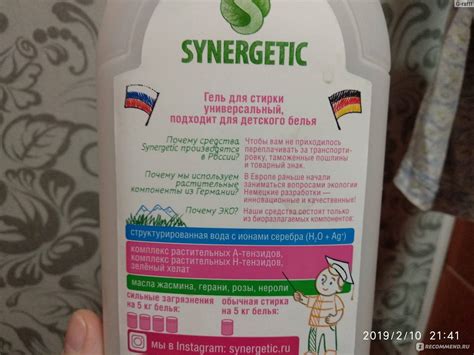 Girafff
SYNERGETIC
Гель для стирки
универсальный,
подходит для детского белья
Почему средства
Synergetic производятся
в России?
Чтобы вам не приходилось
переплачивать за транспорти-
ровку, таможенные пошлины
и товарный знак.
Почему мы используем
растительные
компоненты из Германии?
В Европе раньше начали
заниматься вопросами экологии
Немецкие разработки —
инновационные и качественные!
Почему ЭКО?
Наши средства состоят только
из биоразлагаемых компонентов:
структурированная вода с ионами серебра (H₂O + Ag⁺)
комплекс растительных А-тензидов,
комплекс растительных Н-тензидов,
зелёный хелат
масла жасмина, герани, розы, нероли
сильные загрязнения
на 5 кг белья:
обычная стирка
на 5 кг белья:
мы в Instagram: synergetic.ru
2019/2/10 21:41
RECOMMEND.RU